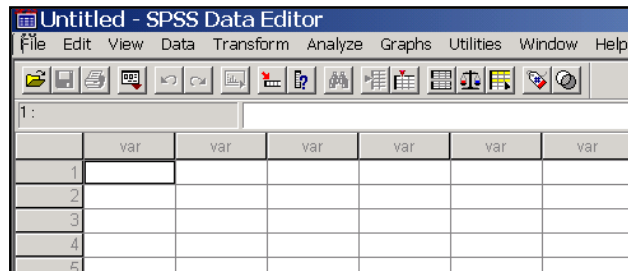 Untitled - SPSS Data Editor
File Edit View Data Transform Analyze Graphs Utilities Window Help
1 :
var var var var var var
1
2
3
4
5